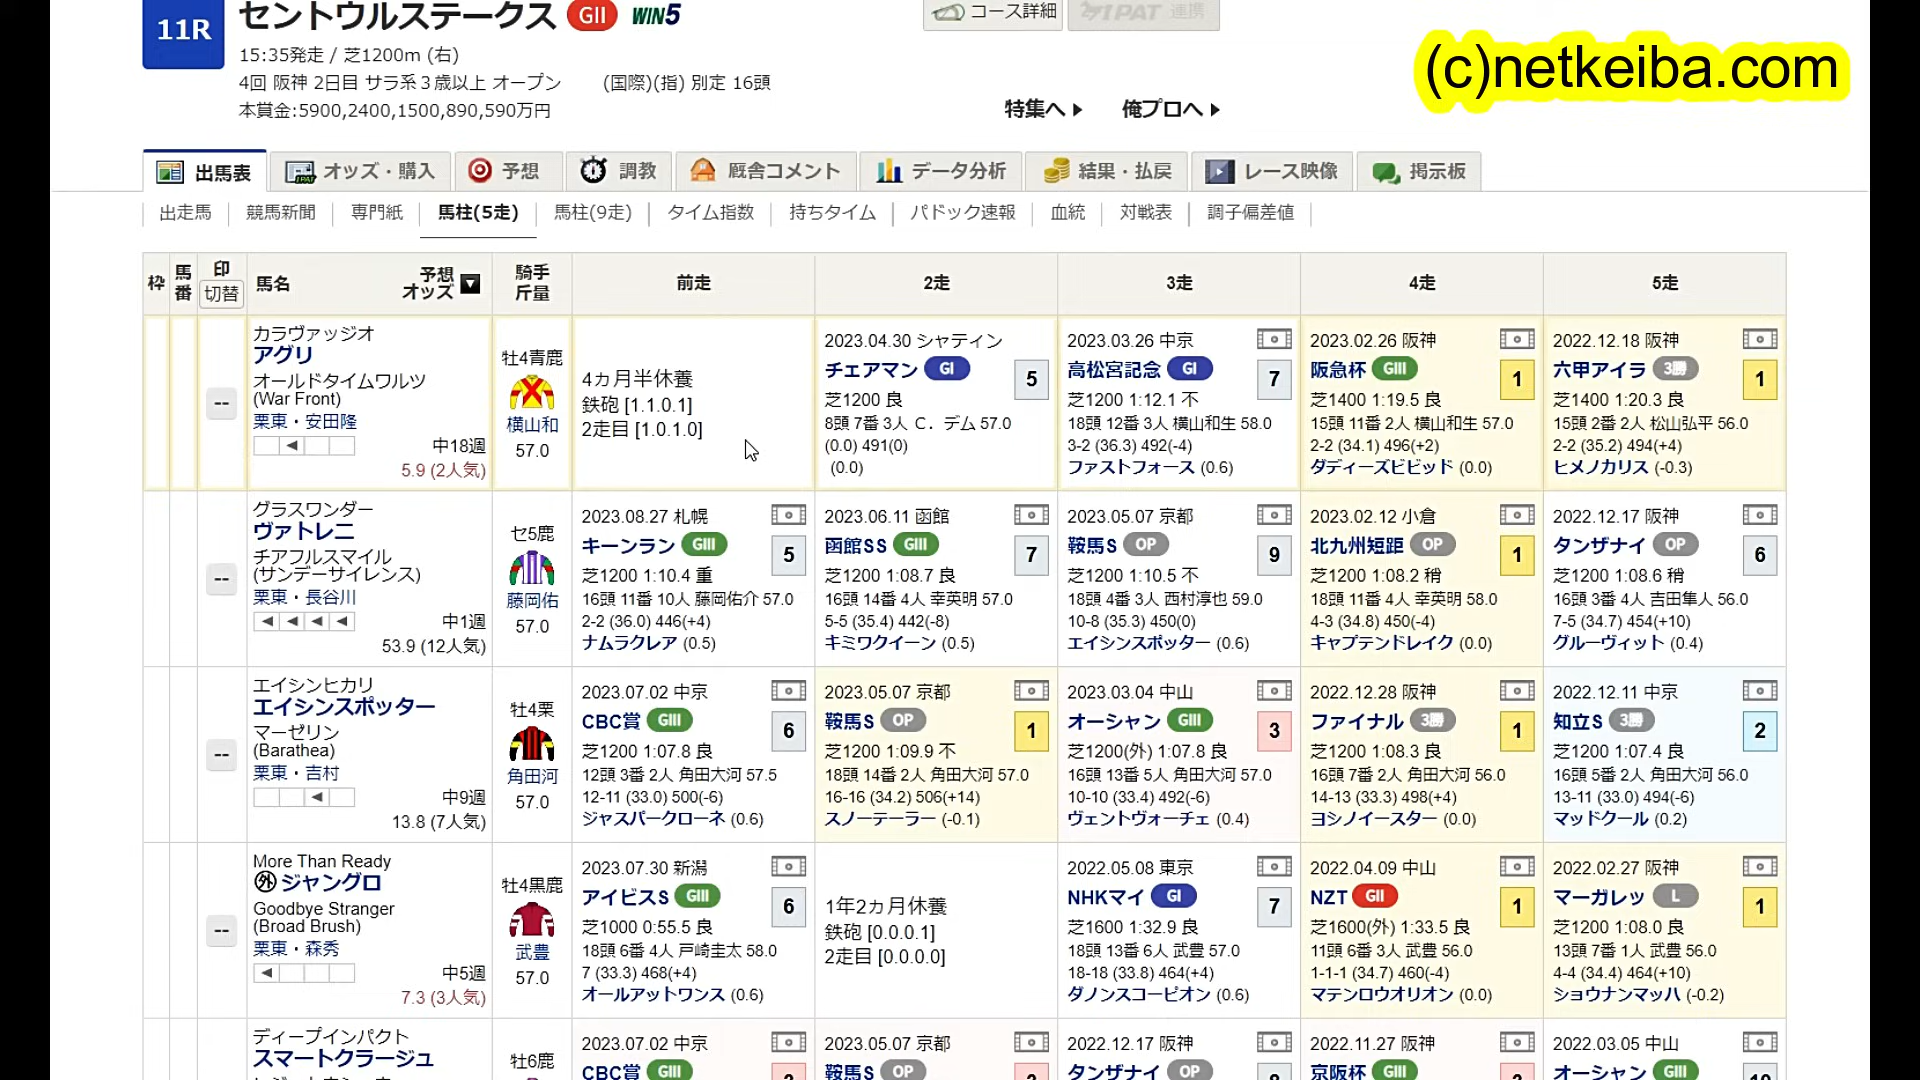 11R
セントウルステークス GII WIN5
15:35発走 / 芝1200m (右)
4回 阪神 2日目 サラ系３歳以上 オープン (国際)(指) 別定 16頭
本賞金:5900,2400,1500,890,590万円
コース詳細
IPAT 連携
特集へ
俺プロへ
(c)netkeiba.com
出馬表 オッズ・購入 予想 調教 厩舎コメント データ分析 結果・払戻 レース映像 掲示板
出走馬 競馬新聞 専門紙 馬柱(5走) 馬柱(9走) タイム指数 持ちタイム パドック速報 血統 対戦表 調子偏差値
枠 馬番 印 切替 馬名 予想オッズ 騎手斤量 前走 2走 3走 4走 5走
--
カラヴァッジオ
アグリ
オールドタイムワルツ
(War Front)
栗東・安田隆
中18週
5.9 (2人気)
牡4青鹿
横山和
57.0
4ヵ月半休養
鉄砲 [1.1.0.1]
2走目 [1.0.1.0]
2023.04.30 シャティン
チェアマン GI 5
芝1200 良
8頭 7番 3人 Ｃ．デム 57.0
(0.0) 491(0)
(0.0)
2023.03.26 中京
高松宮記念 GI 7
芝1200 1:12.1 不
18頭 12番 3人 横山和生 58.0
3-2 (36.3) 492(-4)
ファストフォース (0.6)
2023.02.26 阪神
阪急杯 GIII 1
芝1400 1:19.5 良
15頭 11番 2人 横山和生 57.0
2-2 (34.1) 496(+2)
ダディーズビビッド (0.0)
2022.12.18 阪神
六甲アイラ 3勝 1
芝1400 1:20.3 良
15頭 2番 2人 松山弘平 56.0
2-2 (35.2) 494(+4)
ヒメノカリス (-0.3)
--
グラスワンダー
ヴァトレニ
チアフルスマイル
(サンデーサイレンス)
栗東・長谷川
中1週
53.9 (12人気)
セ5鹿
藤岡佑
57.0
2023.08.27 札幌
キーンラン GIII 5
芝1200 1:10.4 重
16頭 11番 10人 藤岡佑介 57.0
2-2 (36.0) 446(+4)
ナムラクレア (0.5)
2023.06.11 函館
函館SS GIII 7
芝1200 1:08.7 良
16頭 14番 4人 幸英明 57.0
5-5 (35.4) 442(-8)
キミワクイーン (0.5)
2023.05.07 京都
鞍馬S OP 9
芝1200 1:10.5 不
18頭 4番 3人 西村淳也 59.0
10-8 (35.3) 450(0)
エイシンスポッター (0.6)
2023.02.12 小倉
北九州短距 OP 1
芝1200 1:08.2 稍
18頭 11番 4人 幸英明 58.0
4-3 (34.8) 450(-4)
キャプテンドレイク (0.0)
2022.12.17 阪神
タンザナイ OP 6
芝1200 1:08.6 稍
16頭 3番 4人 吉田隼人 56.0
7-5 (34.7) 454(+10)
グルーヴィット (0.4)
--
エイシンヒカリ
エイシンスポッター
マーゼリン
(Barathea)
栗東・吉村
中9週
13.8 (7人気)
牡4栗
角田河
57.0
2023.07.02 中京
CBC賞 GIII 6
芝1200 1:07.8 良
12頭 3番 2人 角田大河 57.5
12-11 (33.0) 500(-6)
ジャスパークローネ (0.6)
2023.05.07 京都
鞍馬S OP 1
芝1200 1:09.9 不
18頭 14番 2人 角田大河 57.0
16-16 (34.2) 506(+14)
スノーテーラー (-0.1)
2023.03.04 中山
オーシャン GIII 3
芝1200(外) 1:07.8 良
16頭 13番 5人 角田大河 57.0
10-10 (33.4) 492(-6)
ヴェントヴォーチェ (0.4)
2022.12.28 阪神
ファイナル 3勝 1
芝1200 1:08.3 良
16頭 7番 2人 角田大河 56.0
14-13 (33.3) 498(+4)
ヨシノイースター (0.0)
2022.12.11 中京
知立S 3勝 2
芝1200 1:07.4 良
16頭 5番 2人 角田大河 56.0
13-11 (33.0) 494(-6)
マッドクール (0.2)
--
More Than Ready
外 ジャングロ
Goodbye Stranger
(Broad Brush)
栗東・森秀
中5週
7.3 (3人気)
牡4黒鹿
武豊
57.0
2023.07.30 新潟
アイビスS GIII 6
芝1000 0:55.5 良
18頭 6番 4人 戸崎圭太 58.0
7 (33.3) 468(+4)
オールアットワンス (0.6)
1年2ヵ月休養
鉄砲 [0.0.0.1]
2走目 [0.0.0.0]
2022.05.08 東京
NHKマイ GI 7
芝1600 1:32.9 良
18頭 13番 6人 武豊 57.0
18-18 (33.8) 464(+4)
ダノンスコーピオン (0.6)
2022.04.09 中山
NZT GII 1
芝1600(外) 1:33.5 良
11頭 6番 3人 武豊 56.0
1-1-1 (34.7) 460(-4)
マテンロウオリオン (0.0)
2022.02.27 阪神
マーガレッ L 1
芝1200 1:08.0 良
13頭 7番 1人 武豊 56.0
4-4 (34.4) 464(+10)
ショウナンマッハ (-0.2)
ディープインパクト
スマートクラージュ
牡6鹿
2023.07.02 中京
CBC賞 GIII
2023.05.07 京都
鞍馬S OP
2022.12.17 阪神
タンザナイ OP
2022.11.27 阪神
京阪杯 GIII
2022.03.05 中山
オーシャン GIII